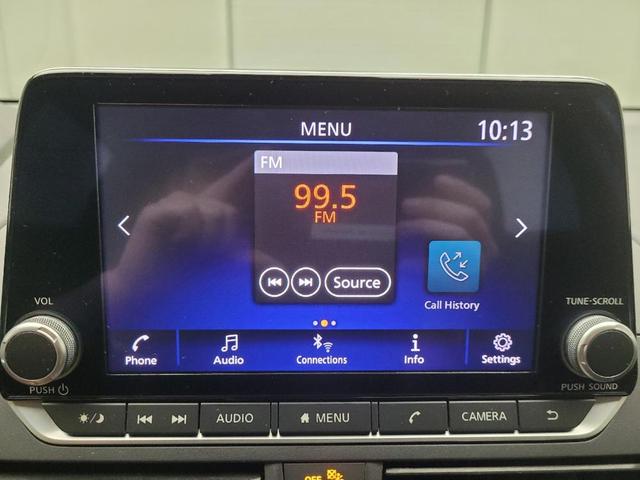 MENU
10:13
FM
99.5
FM
Source
Call History
Phone
Audio
Connections
Info
Settings
VOL
PUSH
TUNE·SCROLL
PUSH SOUND
AUDIO
MENU
CAMERA
OFF